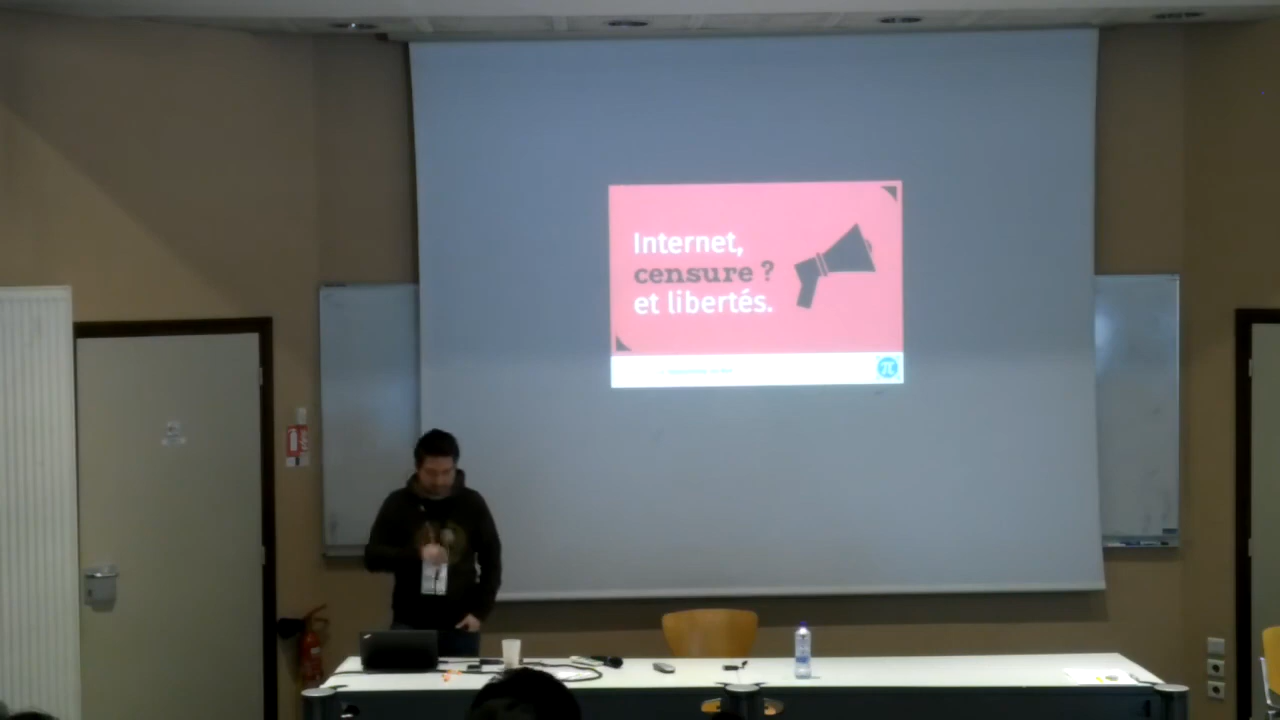 Internet,
censure ?
et libertés.
π